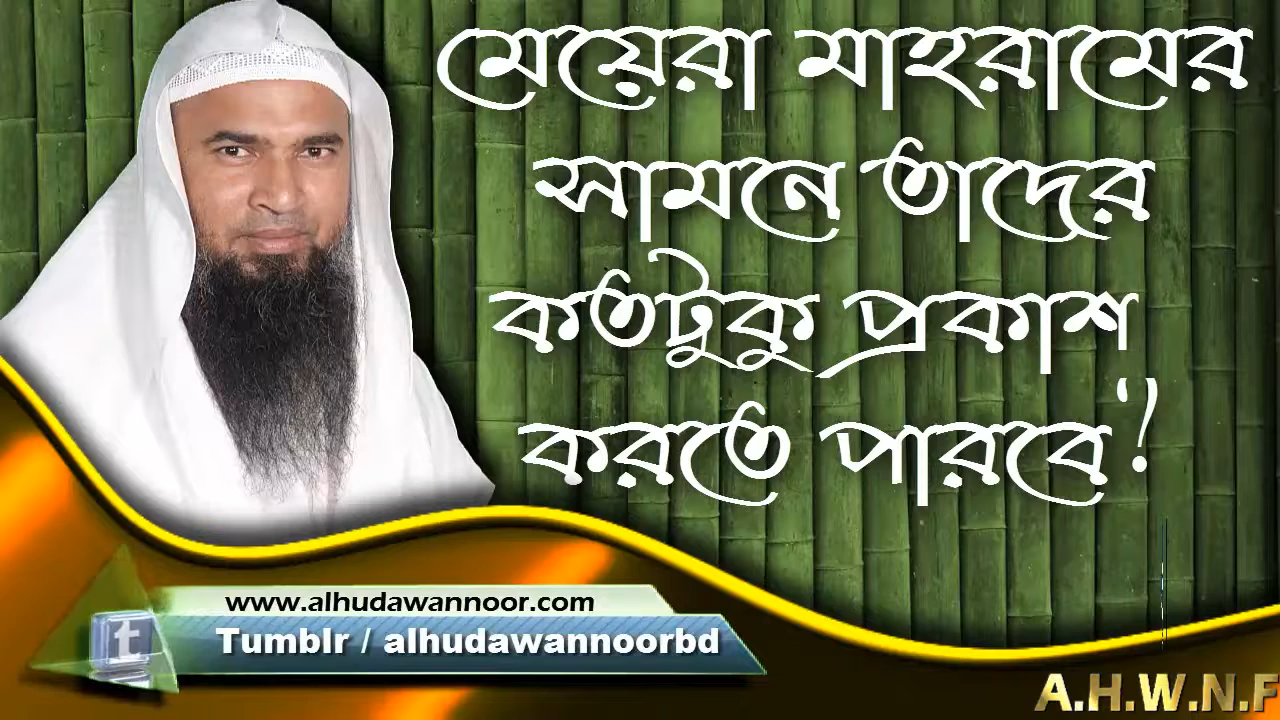 মেয়েরা মাহরামের
সামনে তাদের
কতটুকু প্রকাশ
করতে পারবে?
www.alhudawannoor.com
t
Tumblr / alhudawannoorbd
A.H.W.N.F